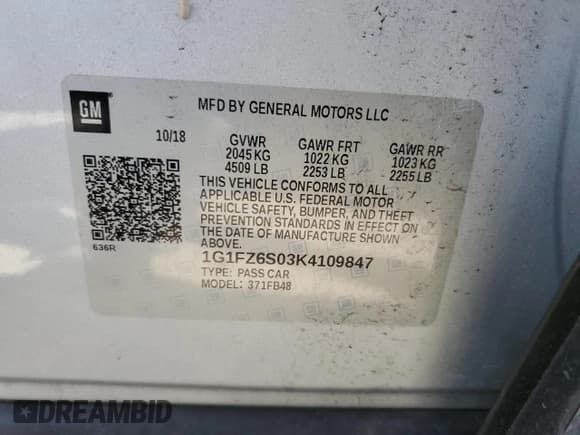 GM
MFD BY GENERAL MOTORS LLC
10/18
GVWR GAWR FRT GAWR RR
2045 KG 1022 KG 1023 KG
4509 LB 2253 LB 2255 LB
THIS VEHICLE CONFORMS TO ALL
APPLICABLE U.S. FEDERAL MOTOR
VEHICLE SAFETY, BUMPER, AND THEFT
PREVENTION STANDARDS IN EFFECT ON
THE DATE OF MANUFACTURE SHOWN
ABOVE.
636R
1G1FZ6S03K4109847
TYPE: PASS CAR
MODEL: 371FB48
DREAMBID